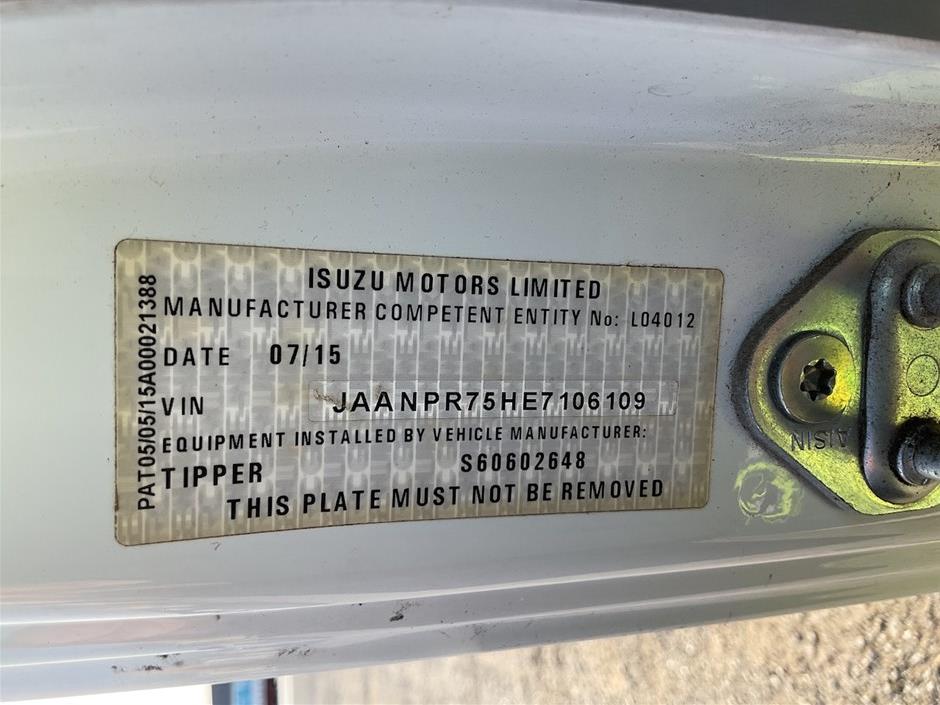 ISUZU MOTORS LIMITED
MANUFACTURER COMPETENT ENTITY No: L04012
DATE 07/15
VIN JAANPR75HE7106109
EQUIPMENT INSTALLED BY VEHICLE MANUFACTURER:
TIPPER S60602648
THIS PLATE MUST NOT BE REMOVED
PAT05/05/15A00021388
AISIN